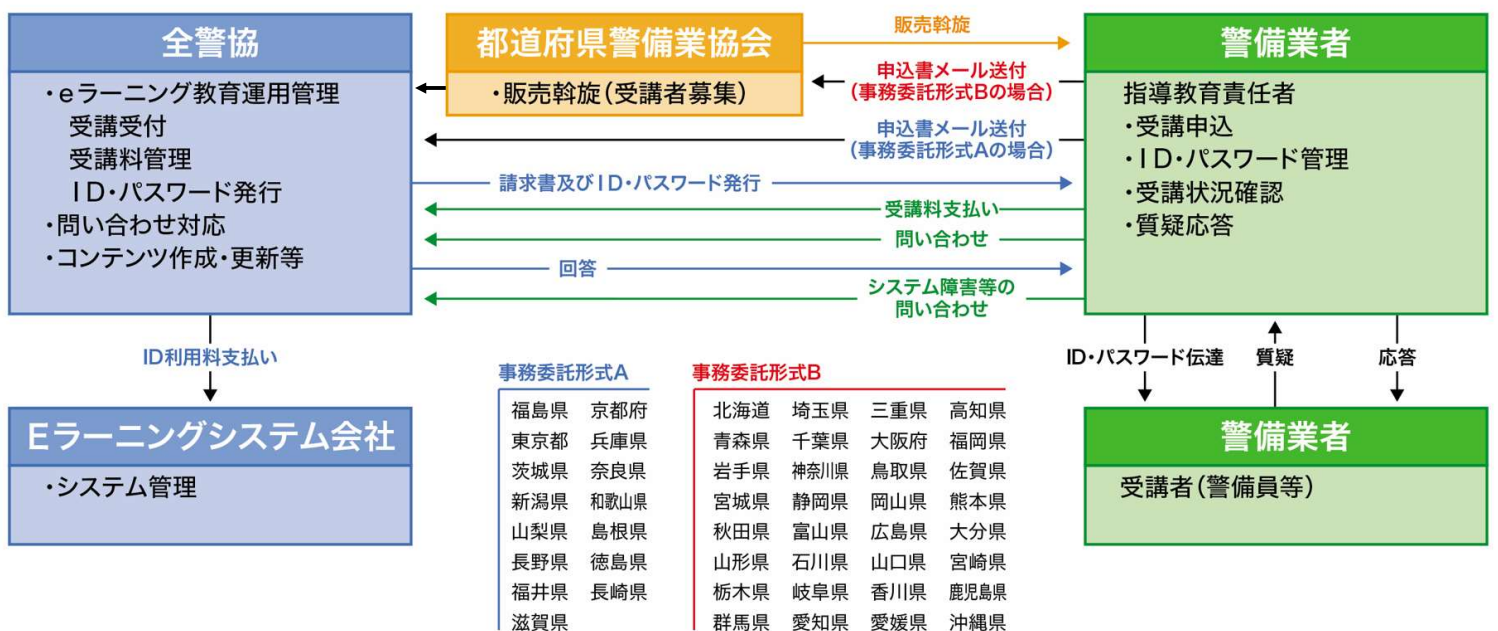 全警協
・eラーニング教育運用管理
受講受付
受講料管理
ID・パスワード発行
・問い合わせ対応
・コンテンツ作成・更新等
都道府県警備業協会
・販売斡旋(受講者募集)
販売斡旋
申込書メール送付
(事務委託形式Bの場合)
申込書メール送付
(事務委託形式Aの場合)
請求書及びID・パスワード発行
受講料支払い
問い合わせ
回答
システム障害等の
問い合わせ
警備業者
指導教育責任者
・受講申込
・ID・パスワード管理
・受講状況確認
・質疑応答
ID利用料支払い
Eラーニングシステム会社
・システム管理
ID・パスワード伝達
質疑
応答
警備業者
受講者(警備員等)
事務委託形式A
福島県 京都府
東京都 兵庫県
茨城県 奈良県
新潟県 和歌山県
山梨県 島根県
長野県 徳島県
福井県 長崎県
滋賀県
事務委託形式B
北海道 埼玉県 三重県 高知県
青森県 千葉県 大阪府 福岡県
岩手県 神奈川県 鳥取県 佐賀県
宮城県 静岡県 岡山県 熊本県
秋田県 富山県 広島県 大分県
山形県 石川県 山口県 宮崎県
栃木県 岐阜県 香川県 鹿児島県
群馬県 愛知県 愛媛県 沖縄県